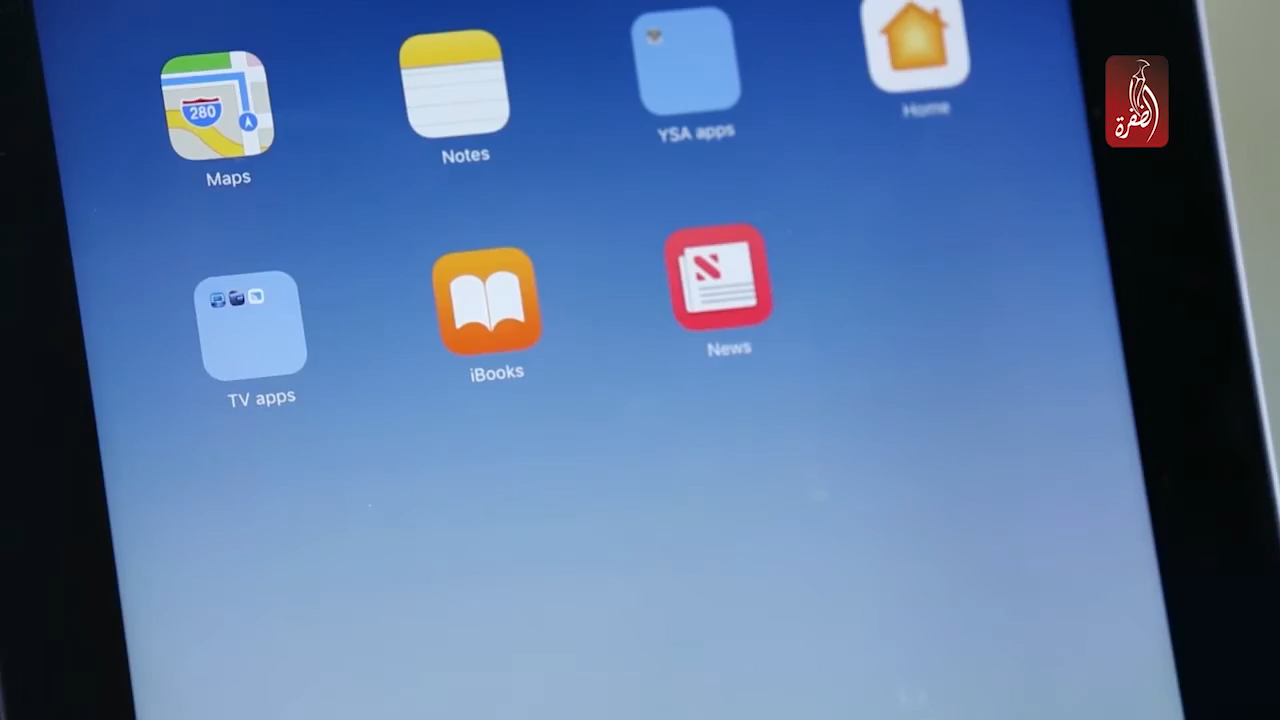 280
Maps
Notes
YSA apps
Home
TV apps
iBooks
News
الظفرة